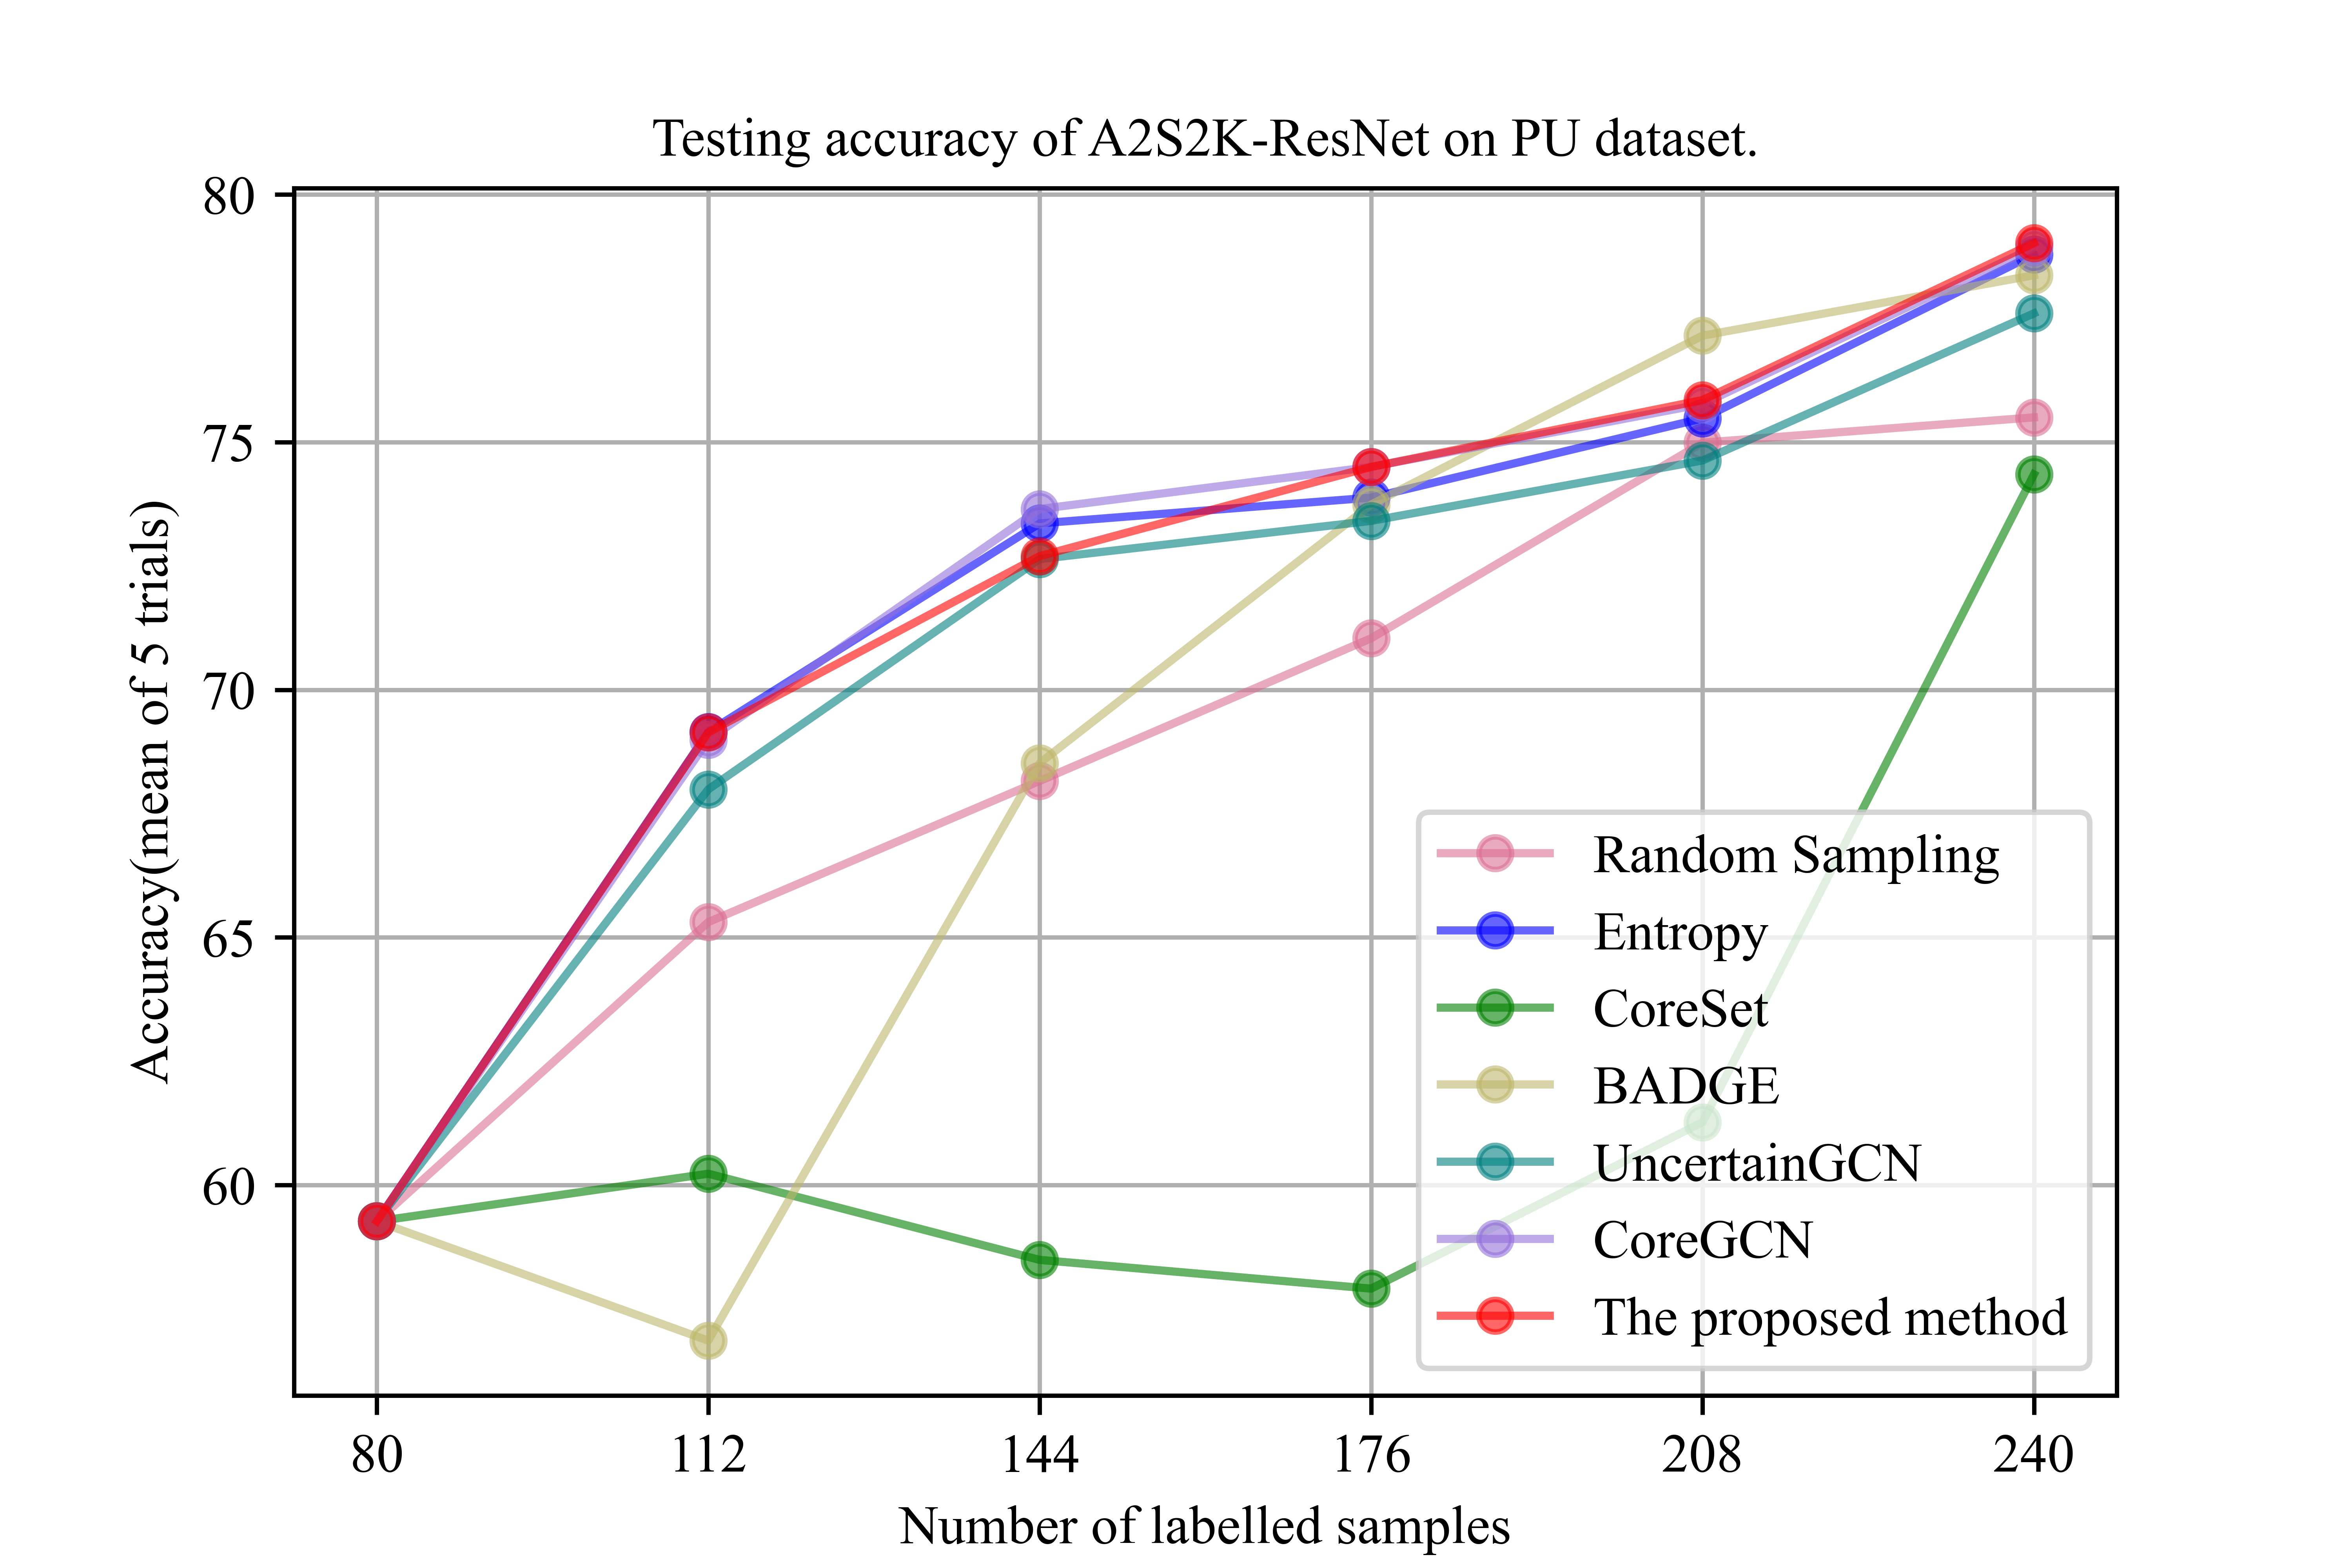 Testing accuracy of A2S2K-ResNet on PU dataset.
80
75
70
65
60
Accuracy(mean of 5 trials)
Random Sampling
Entropy
CoreSet
BADGE
UncertainGCN
CoreGCN
The proposed method
80 112 144 176 208 240
Number of labelled samples